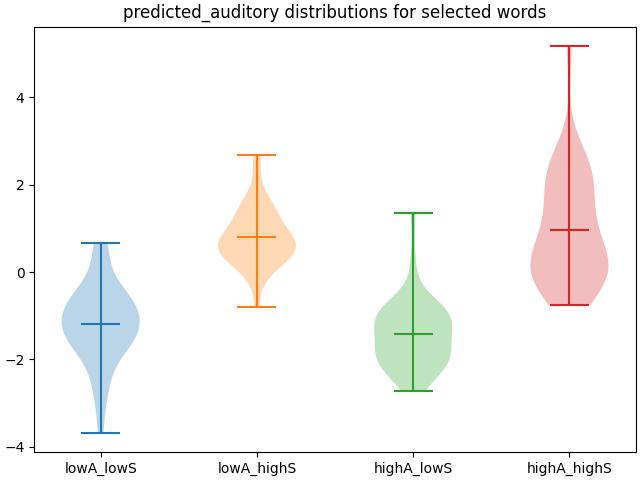 predicted_auditory distributions for selected words
4
2
0
−2
−4
lowA_lowS
lowA_highS
highA_lowS
highA_highS